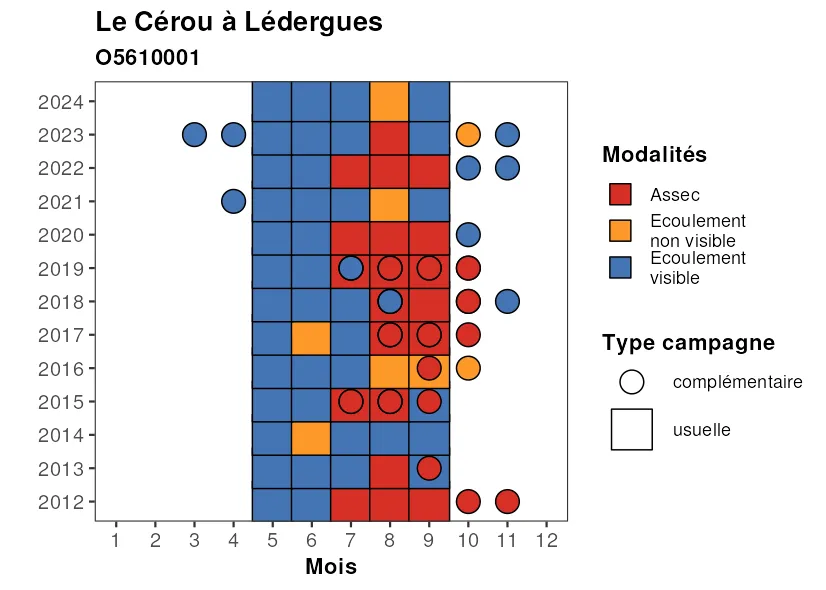 Le Cérou à Lédergues
O5610001
2024
2023
2022
2021
2020
2019
2018
2017
2016
2015
2014
2013
2012
1 2 3 4 5 6 7 8 9 10 11 12
Mois
Modalités
Assec
Ecoulement
non visible
Ecoulement
visible
Type campagne
complémentaire
usuelle